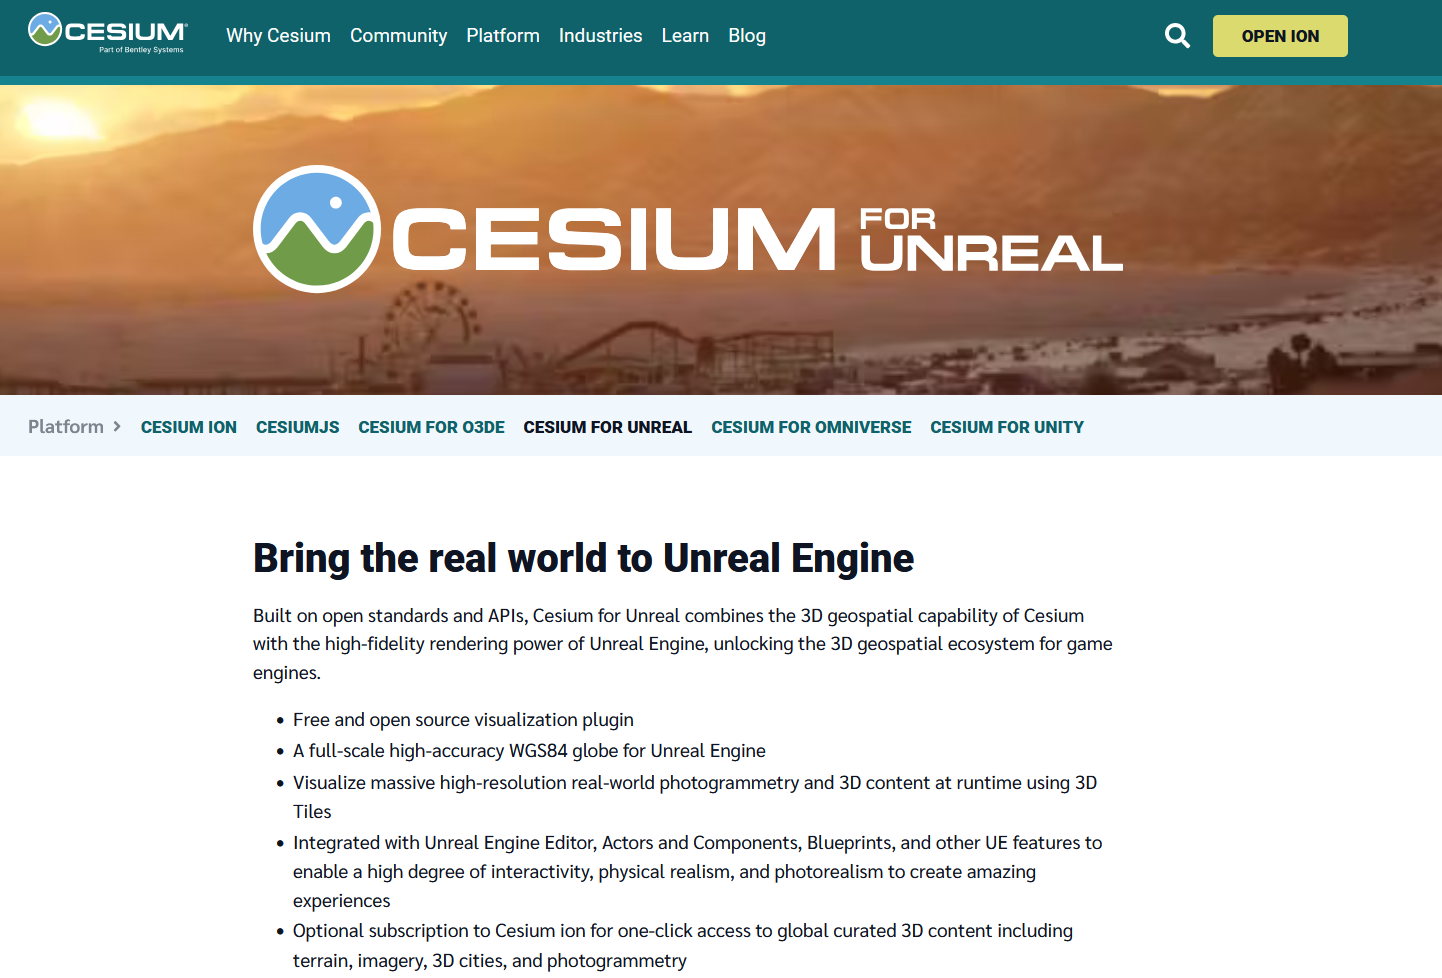 CESIUM®
Part of Bentley Systems
Why Cesium Community Platform Industries Learn Blog
OPEN ION
CESIUM FOR UNREAL
Platform > CESIUM ION CESIUMJS CESIUM FOR O3DE CESIUM FOR UNREAL CESIUM FOR OMNIVERSE CESIUM FOR UNITY
Bring the real world to Unreal Engine
Built on open standards and APIs, Cesium for Unreal combines the 3D geospatial capability of Cesium
with the high-fidelity rendering power of Unreal Engine, unlocking the 3D geospatial ecosystem for game
engines.
• Free and open source visualization plugin
• A full-scale high-accuracy WGS84 globe for Unreal Engine
• Visualize massive high-resolution real-world photogrammetry and 3D content at runtime using 3D
Tiles
• Integrated with Unreal Engine Editor, Actors and Components, Blueprints, and other UE features to
enable a high degree of interactivity, physical realism, and photorealism to create amazing
experiences
• Optional subscription to Cesium ion for one-click access to global curated 3D content including
terrain, imagery, 3D cities, and photogrammetry